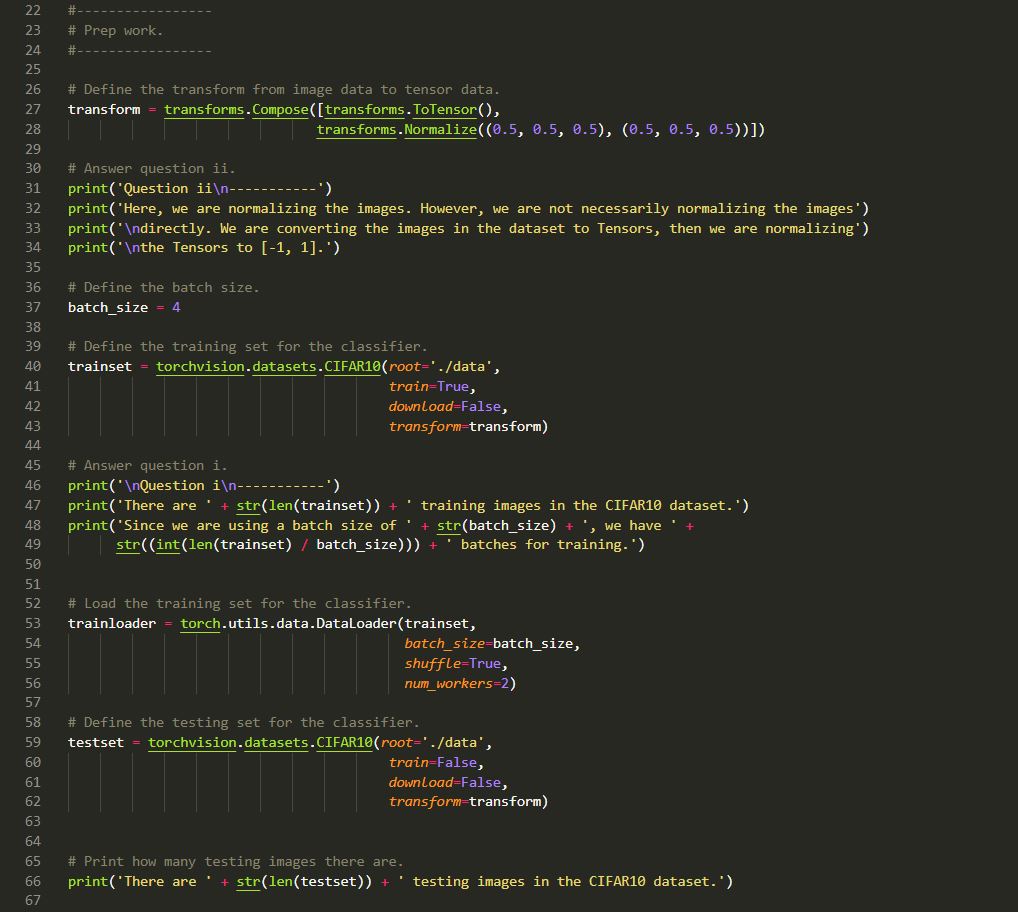 22 #-----------------
23 # Prep work.
24 #-----------------
25
26 # Define the transform from image data to tensor data.
27 transform = transforms.Compose([transforms.ToTensor(),
28 transforms.Normalize((0.5, 0.5, 0.5), (0.5, 0.5, 0.5))])
29
30 # Answer question ii.
31 print('Question ii\n-----------')
32 print('Here, we are normalizing the images. However, we are not necessarily normalizing the images')
33 print('\ndirectly. We are converting the images in the dataset to Tensors, then we are normalizing')
34 print('\nthe Tensors to [-1, 1].')
35
36 # Define the batch size.
37 batch_size = 4
38
39 # Define the training set for the classifier.
40 trainset = torchvision.datasets.CIFAR10(root='./data',
41 train=True,
42 download=False,
43 transform=transform)
44
45 # Answer question i.
46 print('\nQuestion i\n-----------')
47 print('There are ' + str(len(trainset)) + ' training images in the CIFAR10 dataset.')
48 print('Since we are using a batch size of ' + str(batch_size) + ', we have ' +
49 str((int(len(trainset) / batch_size))) + ' batches for training.')
50
51
52 # Load the training set for the classifier.
53 trainloader = torch.utils.data.DataLoader(trainset,
54 batch_size=batch_size,
55 shuffle=True,
56 num_workers=2)
57
58 # Define the testing set for the classifier.
59 testset = torchvision.datasets.CIFAR10(root='./data',
60 train=False,
61 download=False,
62 transform=transform)
63
64
65 # Print how many testing images there are.
66 print('There are ' + str(len(testset)) + ' testing images in the CIFAR10 dataset.')
67